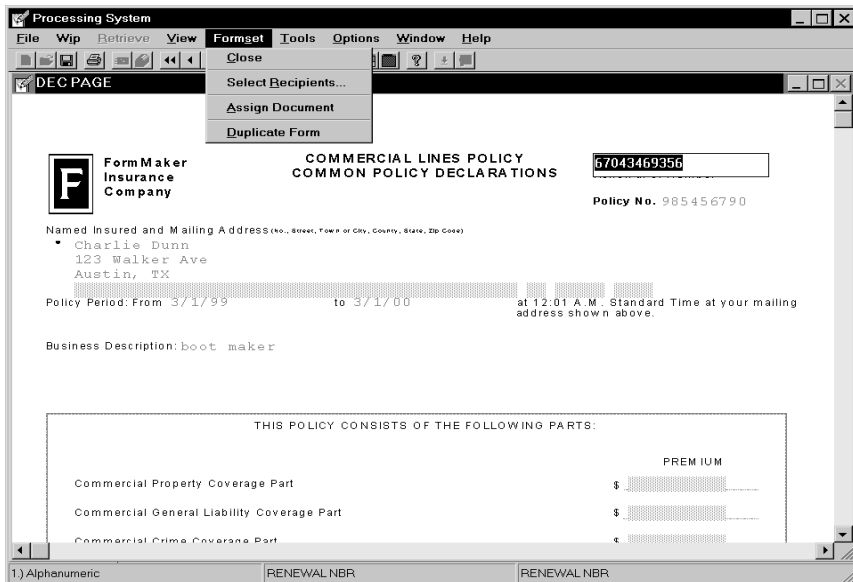 Processing System
File Wip Retrieve View Formset Tools Options Window Help
Close
Select Recipients...
Assign Document
Duplicate Form
DEC PAGE
F
FormMaker
Insurance
Company
COMMERCIAL LINES POLICY
COMMON POLICY DECLARATIONS
67043469356
Policy No. 985456790
Named Insured and Mailing Address (No., Street, Town or City, County, State, Zip Code)
Charlie Dunn
123 Walker Ave
Austin, TX
Policy Period: From 3/1/99 to 3/1/00 at 12:01 A.M. Standard Time at your mailing
address shown above.
Business Description: boot maker
THIS POLICY CONSISTS OF THE FOLLOWING PARTS:
PREMIUM
Commercial Property Coverage Part $
Commercial General Liability Coverage Part $
Commercial Crime Coverage Part $
1.) Alphanumeric RENEWAL NBR RENEWAL NBR